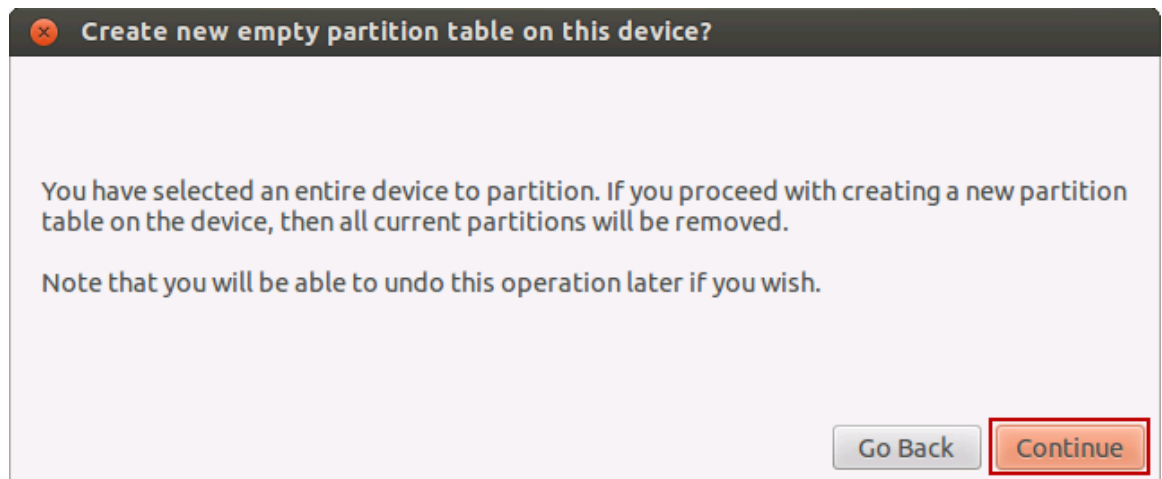 Create new empty partition table on this device?
You have selected an entire device to partition. If you proceed with creating a new partition
table on the device, then all current partitions will be removed.
Note that you will be able to undo this operation later if you wish.
Go Back Continue